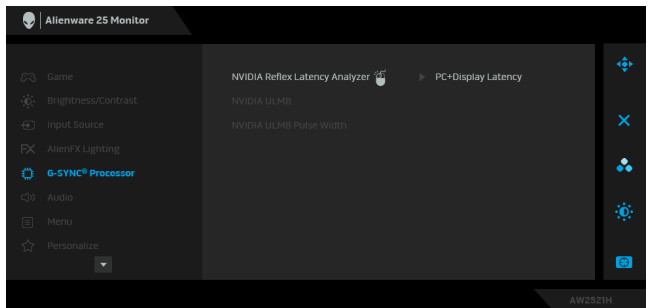 Alienware 25 Monitor
Game
Brightness/Contrast
Input Source
AlienFX Lighting
G-SYNC® Processor
Audio
Menu
Personalize
NVIDIA Reflex Latency Analyzer PC+Display Latency
NVIDIA ULMB
NVIDIA ULMB Pulse Width
AW2521H